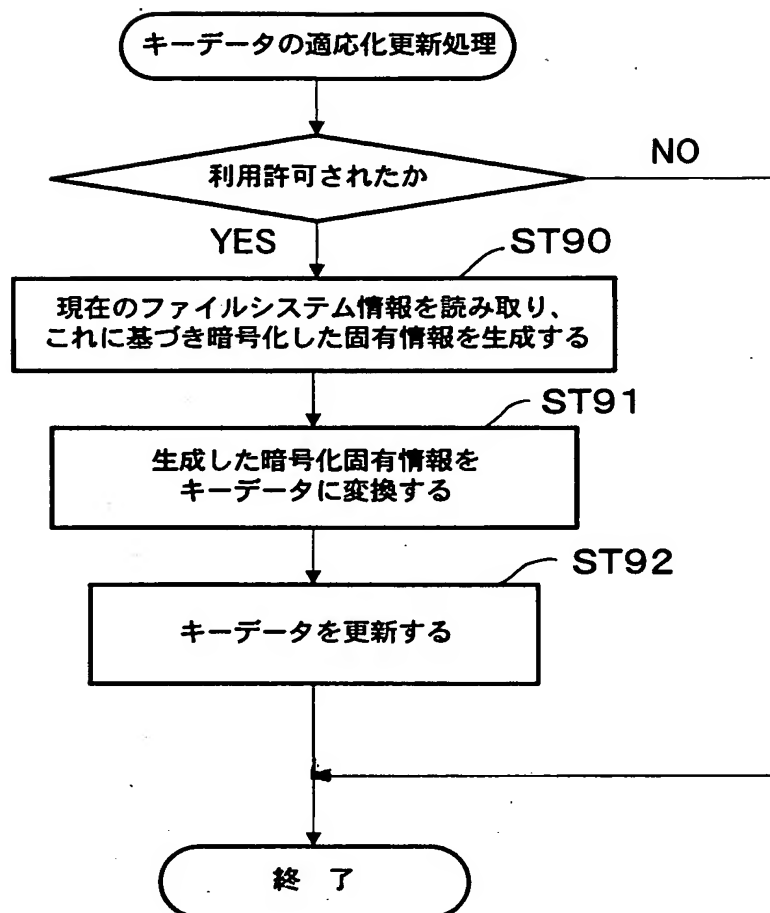 キーデータの適応化更新処理
利用許可されたか
NO
YES
ST90
現在のファイルシステム情報を読み取り、
これに基づき暗号化した固有情報を生成する
ST91
生成した暗号化固有情報を
キーデータに変換する
ST92
キーデータを更新する
終 了